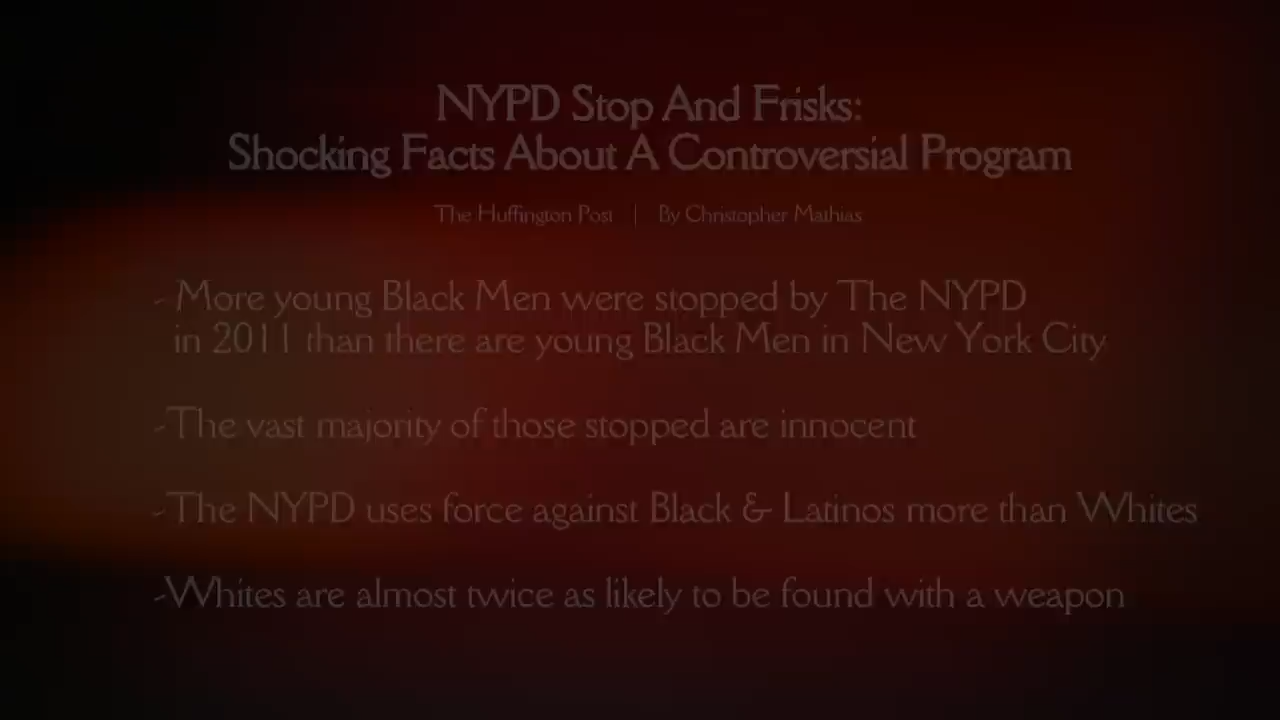 NYPD Stop And Frisks:
Shocking Facts About A Controversial Program
The Huffington Post | By Christopher Mathias
- More young Black Men were stopped by The NYPD
in 2011 than there are young Black Men in New York City
-The vast majority of those stopped are innocent
-The NYPD uses force against Black & Latinos more than Whites
-Whites are almost twice as likely to be found with a weapon